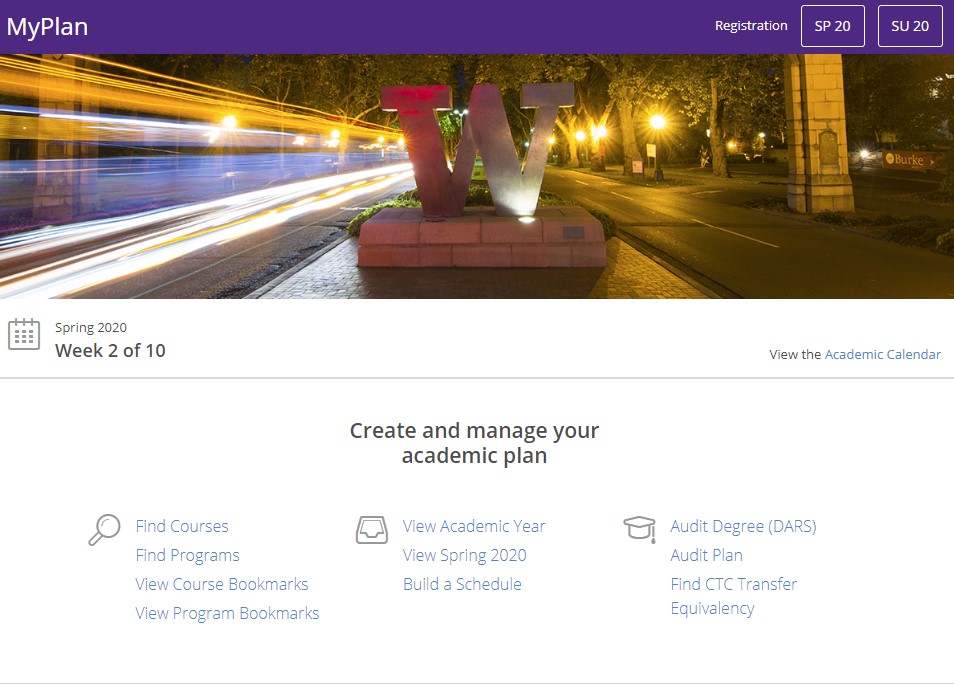 MyPlan
Registration
SP 20
SU 20
W
Burke
Spring 2020
Week 2 of 10
View the Academic Calendar
Create and manage your
academic plan
Find Courses
Find Programs
View Course Bookmarks
View Program Bookmarks
View Academic Year
View Spring 2020
Build a Schedule
Audit Degree (DARS)
Audit Plan
Find CTC Transfer
Equivalency